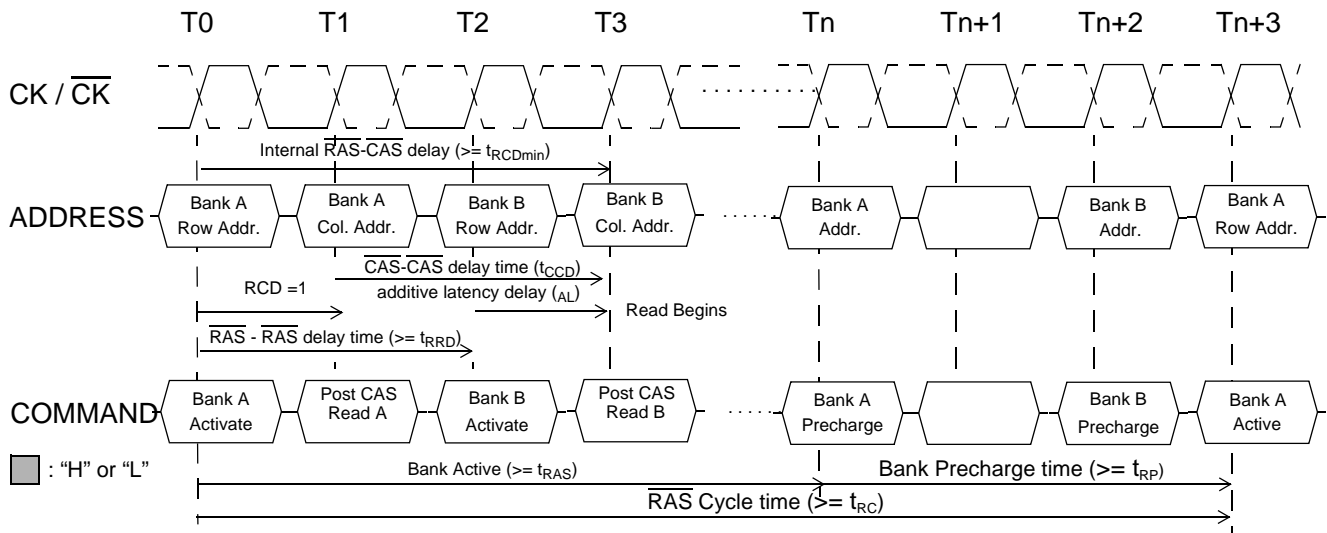 T0 T1 T2 T3 Tn Tn+1 Tn+2 Tn+3
CK / CK
Internal RAS-CAS delay (>= tRCDmin)
ADDRESS
Bank A
Row Addr.
Bank A
Col. Addr.
Bank B
Row Addr.
Bank B
Col. Addr.
Bank A
Addr.
Bank B
Addr.
Bank A
Row Addr.
CAS-CAS delay time (tCCD)
RCD =1
additive latency delay (AL)
Read Begins
RAS - RAS delay time (>= tRRD)
COMMAND
Bank A
Activate
Post CAS
Read A
Bank B
Activate
Post CAS
Read B
Bank A
Precharge
Bank B
Precharge
Bank A
Active
: “H” or “L”
Bank Active (>= tRAS)
Bank Precharge time (>= tRP)
RAS Cycle time (>= tRC)